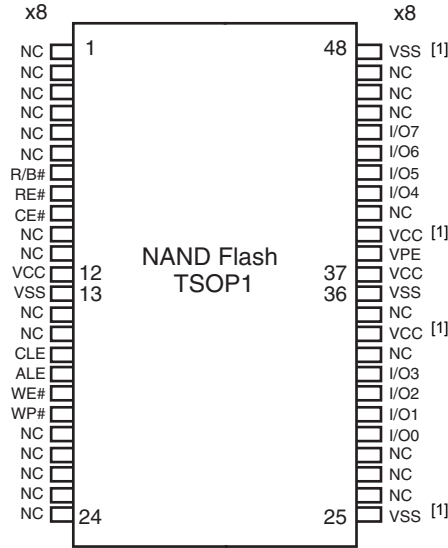 x8 x8
NC 1 48 VSS [1]
NC NC
NC NC
NC NC
NC I/O7
NC I/O6
R/B# I/O5
RE# I/O4
CE# NC
NC VCC [1]
NC NAND Flash VPE
VCC 12 TSOP1 37 VCC
VSS 13 36 VSS
NC NC
NC VCC [1]
CLE NC
ALE I/O3
WE# I/O2
WP# I/O1
NC I/O0
NC NC
NC NC
NC NC
NC 24 25 VSS [1]